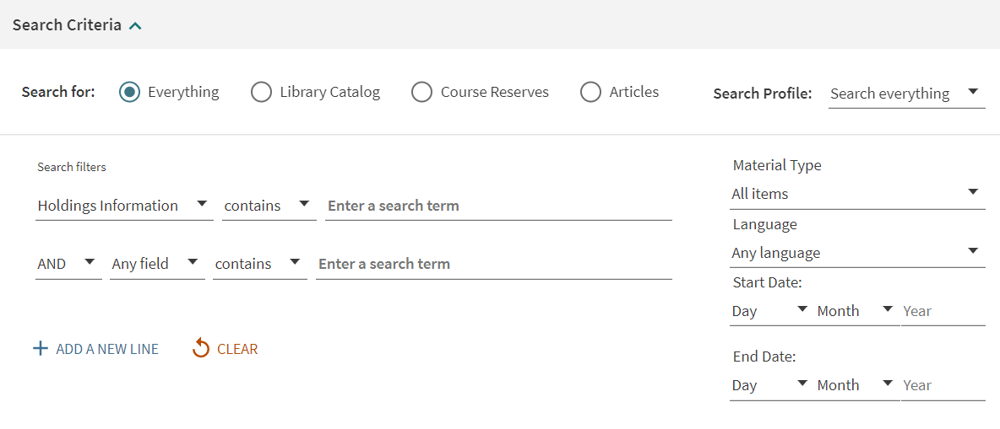 Search Criteria
Search for: Everything Library Catalog Course Reserves Articles Search Profile: Search everything
Search filters
Holdings Information contains Enter a search term
AND Any field contains Enter a search term
ADD A NEW LINE CLEAR
Material Type
All items
Language
Any language
Start Date:
Day Month Year
End Date:
Day Month Year